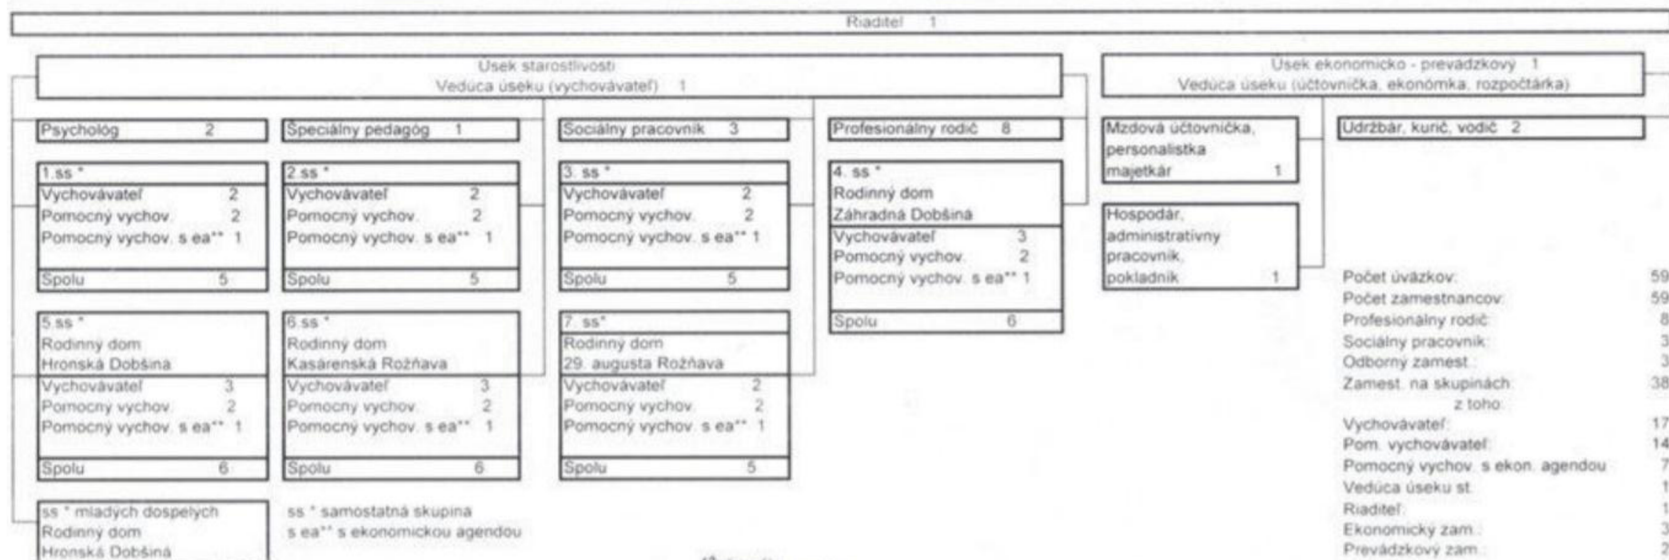 Riaditeľ 1
Úsek starostlivosti
Vedúca úseku (vychovávateľ) 1
Úsek ekonomicko - prevádzkový 1
Vedúca úseku (účtovníčka, ekonómka, rozpočtárka)
Psychológ 2
Špeciálny pedagóg 1
Sociálny pracovník 3
Profesionálny rodič 8
Mzdová účtovníčka,
personalistka
majetkár 1
Údržbár, kurič, vodič 2
1.ss *
Vychovávateľ 2
Pomocný vychov. 2
Pomocný vychov. s ea** 1
Spolu 5
2.ss *
Vychovávateľ 2
Pomocný vychov. 2
Pomocný vychov. s ea** 1
Spolu 5
3. ss *
Vychovávateľ 2
Pomocný vychov. 2
Pomocný vychov. s ea** 1
Spolu 5
4. ss *
Rodinný dom
Záhradná Dobšiná
Vychovávateľ 3
Pomocný vychov. 2
Pomocný vychov. s ea** 1
Spolu 6
Hospodár,
administratívny
pracovník,
pokladník 1
5.ss *
Rodinný dom
Hronská Dobšiná
Vychovávateľ 3
Pomocný vychov. 2
Pomocný vychov. s ea** 1
Spolu 6
6.ss *
Rodinný dom
Kasárenská Rožňava
Vychovávateľ 3
Pomocný vychov. 2
Pomocný vychov. s ea** 1
Spolu 6
7. ss*
Rodinný dom
29. augusta Rožňava
Vychovávateľ 2
Pomocný vychov. 2
Pomocný vychov. s ea** 1
Spolu 5
Počet úväzkov: 59
Počet zamestnancov: 59
Profesionálny rodič: 8
Sociálny pracovník: 3
Odborný zamest.: 3
Zamest. na skupinách: 38
z toho:
Vychovávateľ: 17
Pom. vychovávateľ: 14
Pomocný vychov. s ekon. agendou 7
Vedúca úseku st. 1
Riaditeľ: 1
Ekonomický zam.: 3
Prevádzkový zam.: 2
ss * mladých dospelých
Rodinný dom
Hronská Dobšiná
ss * samostatná skupina
s ea** s ekonomickou agendou